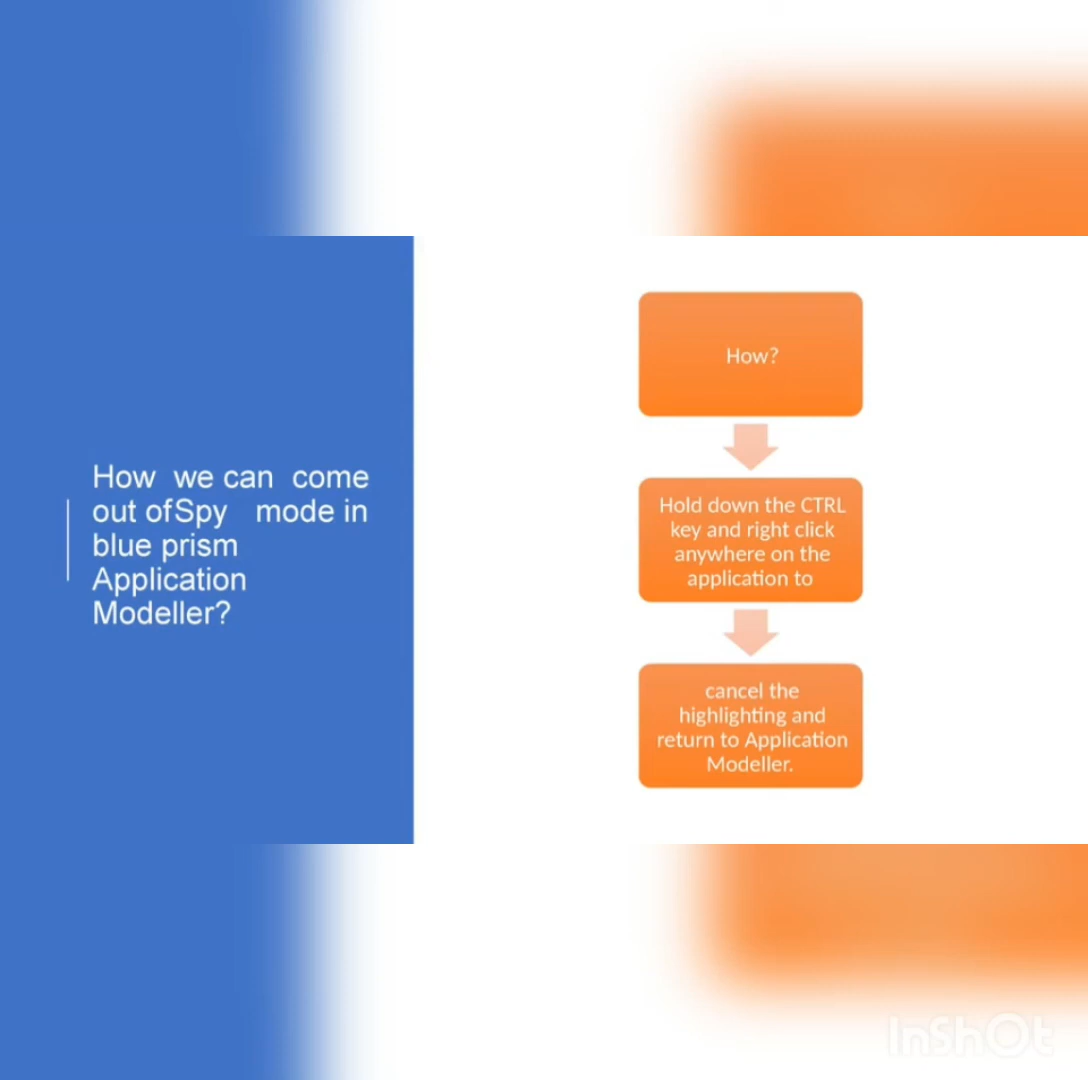 How we can come
out ofSpy mode in
blue prism
Application
Modeller?
How?
Hold down the CTRL
key and right click
anywhere on the
application to
cancel the
highlighting and
return to Application
Modeller.
InShOt